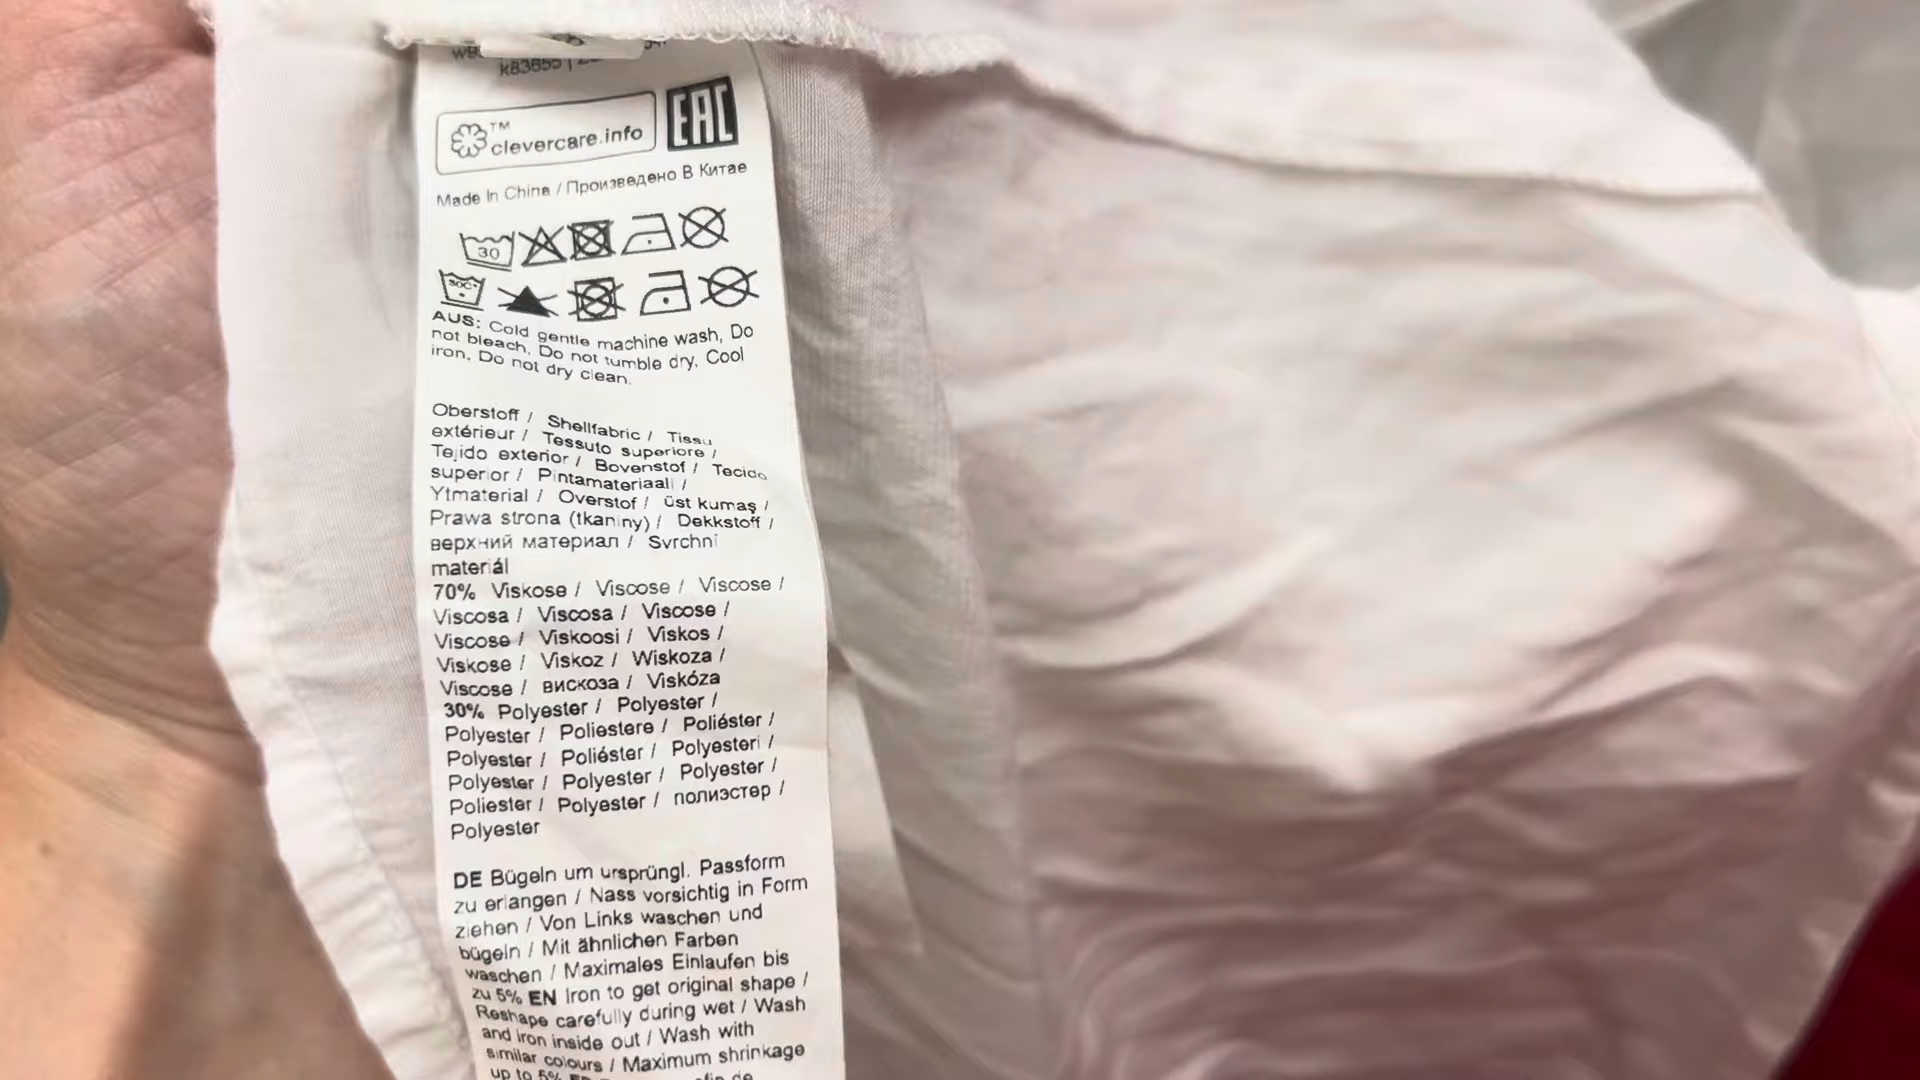 k83655 |
™
clevercare.info
EAC
Made In China / Произведено В Китае
30
30C°
AUS: Cold gentle machine wash, Do
not bleach, Do not tumble dry, Cool
iron, Do not dry clean.
Oberstoff / Shellfabric / Tissu
extérieur / Tessuto superiore /
Tejido exterior / Bovenstof / Tecido
superior / Pintamateriaali /
Ytmaterial / Overstof / üst kumaş /
Prawa strona (tkaniny) / Dekkstoff /
верхний материал / Svrchní
materiál
70% Viskose / Viscose / Viscose /
Viscosa / Viscosa / Viscose /
Viscose / Viskoosi / Viskos /
Viskose / Viskoz / Wiskoza /
Viscose / вискоза / Viskóza
30% Polyester / Polyester /
Polyester / Poliestere / Poliéster /
Polyester / Poliéster / Polyesteri /
Polyester / Polyester / Polyester /
Poliester / Polyester / полиэстер /
Polyester
DE Bügeln um ursprüngl. Passform
zu erlangen / Nass vorsichtig in Form
ziehen / Von Links waschen und
bügeln / Mit ähnlichen Farben
waschen / Maximales Einlaufen bis
zu 5% EN Iron to get original shape /
Reshape carefully during wet / Wash
and iron inside out / Wash with
similar colours / Maximum shrinkage
up to 5%